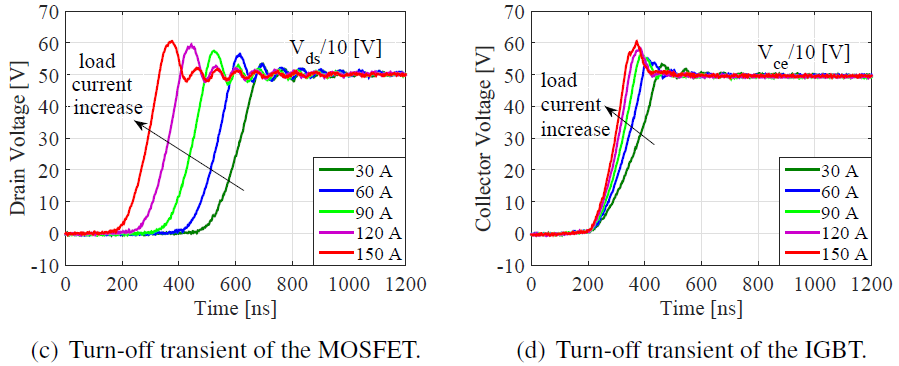 70
60
50
40
30
20
10
0
-10
Drain Voltage [V]
load
current
increase
V_ds/10 [V]
30 A
60 A
90 A
120 A
150 A
0 200 400 600 800 1000 1200
Time [ns]
(c) Turn-off transient of the MOSFET.
70
60
50
40
30
20
10
0
-10
Collector Voltage [V]
load
current
increase
V_ce/10 [V]
30 A
60 A
90 A
120 A
150 A
0 200 400 600 800 1000 1200
Time [ns]
(d) Turn-off transient of the IGBT.